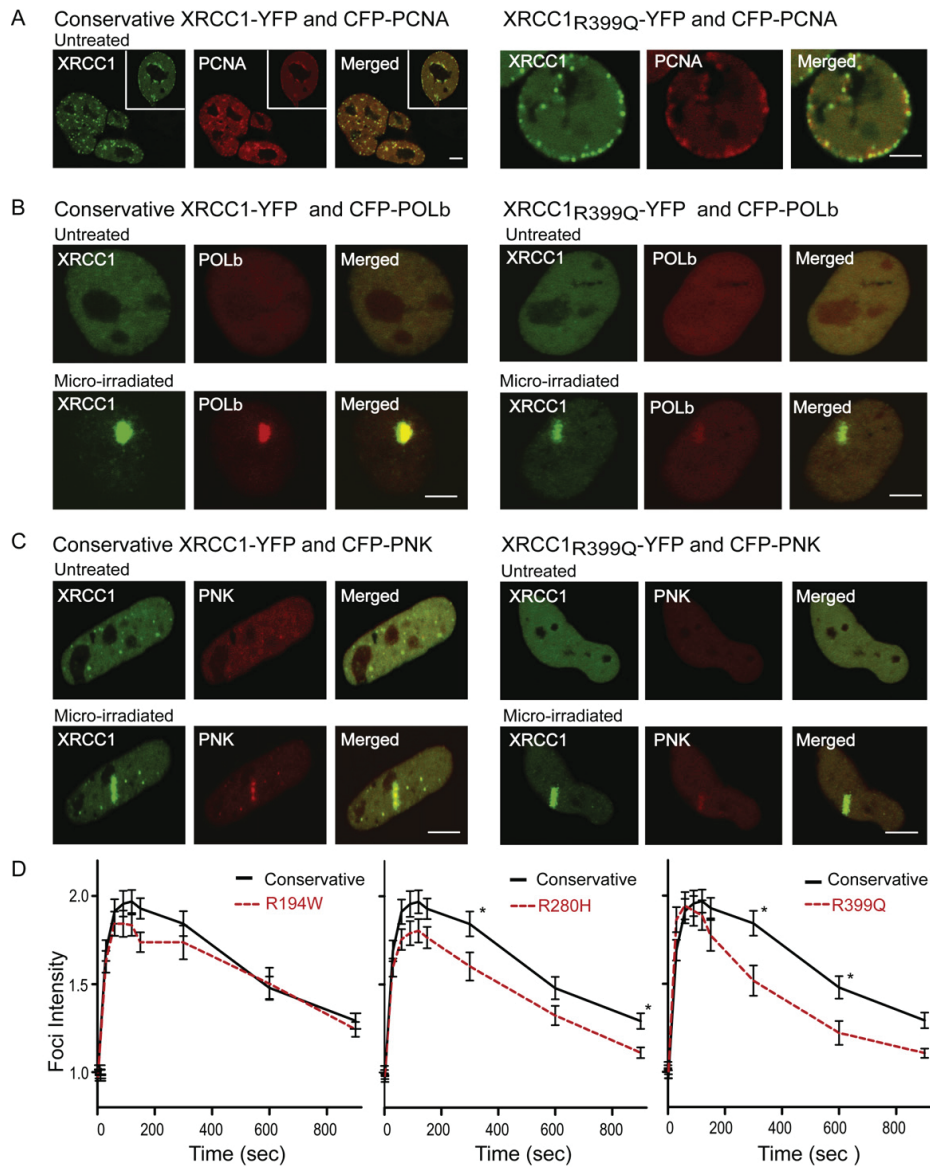 A Conservative XRCC1-YFP and CFP-PCNA XRCC1R399Q-YFP and CFP-PCNA
Untreated
XRCC1 PCNA Merged XRCC1 PCNA Merged
B Conservative XRCC1-YFP and CFP-POLb XRCC1R399Q-YFP and CFP-POLb
Untreated Untreated
XRCC1 POLb Merged XRCC1 POLb Merged
Micro-irradiated Micro-irradiated
XRCC1 POLb Merged XRCC1 POLb Merged
C Conservative XRCC1-YFP and CFP-PNK XRCC1R399Q-YFP and CFP-PNK
Untreated Untreated
XRCC1 PNK Merged XRCC1 PNK Merged
Micro-irradiated Micro-irradiated
XRCC1 PNK Merged XRCC1 PNK Merged
D
Foci Intensity
2.0
1.5
1.0
Conservative Conservative Conservative
R194W R280H R399Q
* * * *
0 200 400 600 800 0 200 400 600 800 0 200 400 600 800
Time (sec) Time (sec) Time (sec)